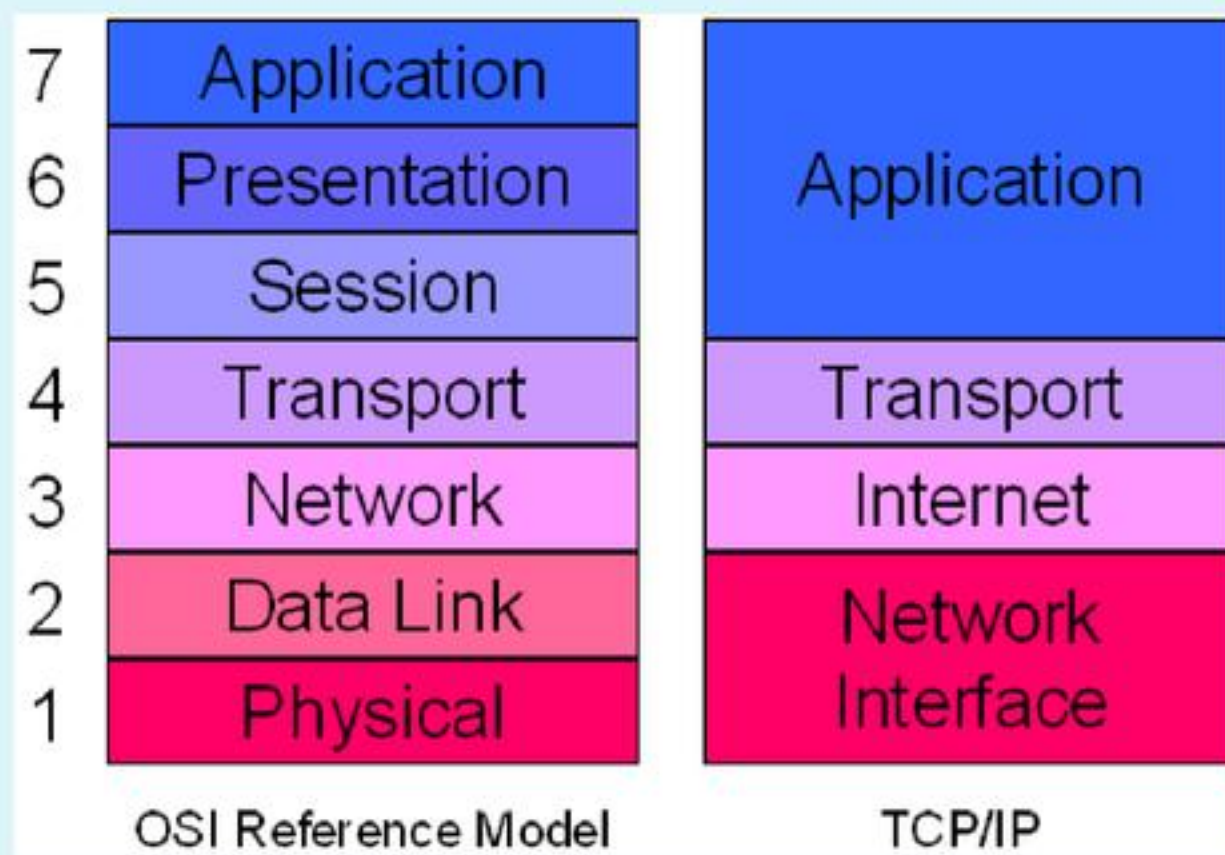 7 Application
6 Presentation
5 Session
4 Transport
3 Network
2 Data Link
1 Physical
OSI Reference Model
Application
Transport
Internet
Network
Interface
TCP/IP